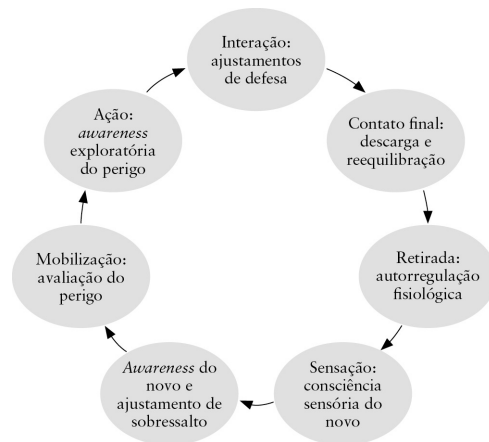 Interação:
ajustamentos
de defesa
Contato final:
descarga e
reequilibração
Retirada:
autorregulação
fisiológica
Sensação:
consciência
sensória do
novo
Awareness do
novo e
ajustamento de
sobressalto
Mobilização:
avaliação do
perigo
Ação:
awareness
exploratória
do perigo